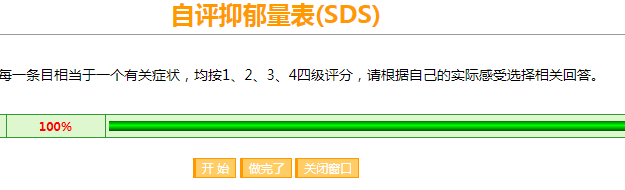 自评抑郁量表(SDS)
每一条目相当于一个有关症状，均按1、2、3、4四级评分，请根据自己的实际感受选择相关回答。
100%
开 始 做完了 关闭窗口